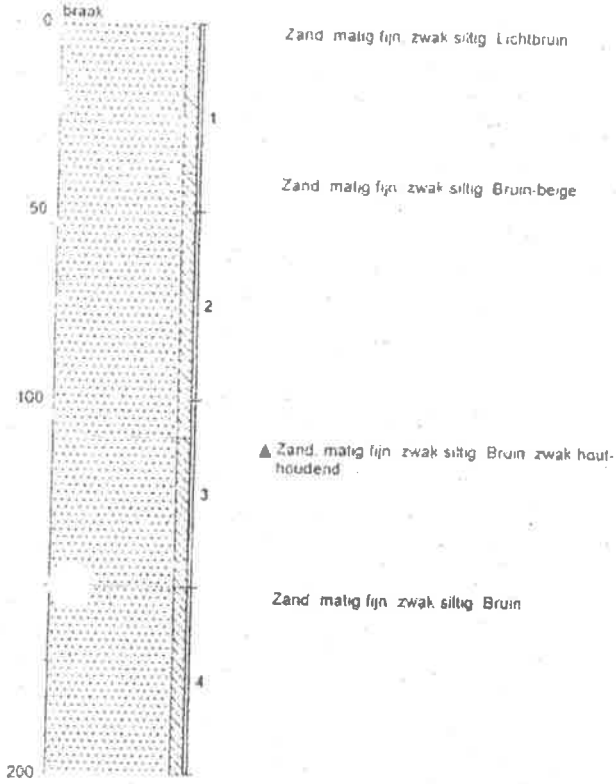 braak
0
Zand matig fijn zwak siltig Lichtbruin
1
Zand matig fijn zwak siltig Bruin-beige
50
2
100
▲ Zand. matig fijn zwak siltig Bruin zwak hout-
houdend
3
Zand matig fijn zwak siltig Bruin
4
200